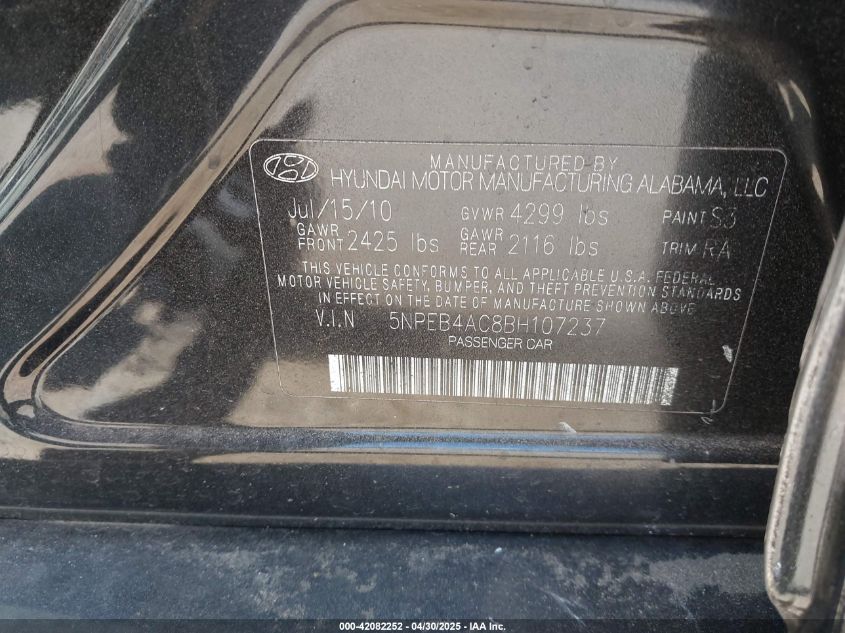 MANUFACTURED BY
HYUNDAI MOTOR MANUFACTURING ALABAMA, LLC
Jul/15/10 GVWR 4299 lbs PAINT S3
GAWR FRONT 2425 lbs GAWR REAR 2116 lbs TRIM RA
THIS VEHICLE CONFORMS TO ALL APPLICABLE U.S.A. FEDERAL
MOTOR VEHICLE SAFETY, BUMPER, AND THEFT PREVENTION STANDARDS
IN EFFECT ON THE DATE OF MANUFACTURE SHOWN ABOVE
V.I.N 5NPEB4AC8BH107237
PASSENGER CAR
000-42082252 - 04/30/2025 - IAA Inc.